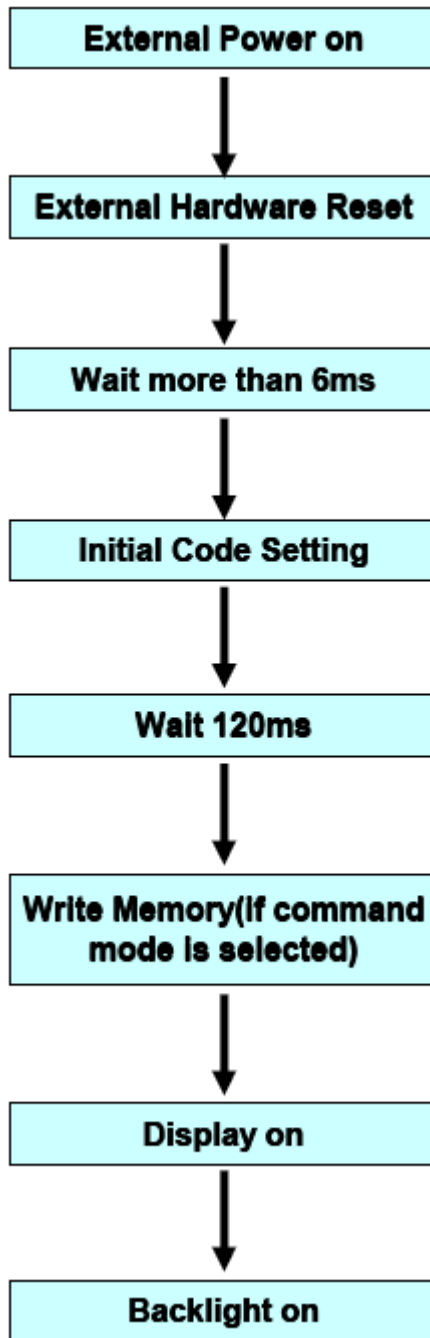 External Power on
External Hardware Reset
Wait more than 6ms
Initial Code Setting
Wait 120ms
Write Memory(If command
mode is selected)
Display on
Backlight on